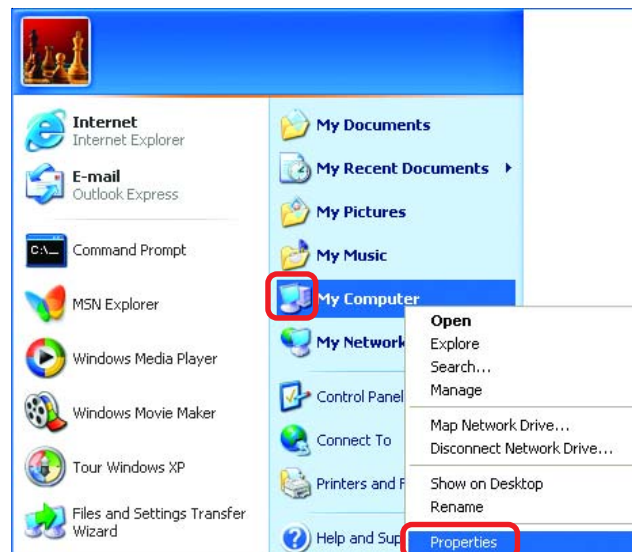 Internet
Internet Explorer
E-mail
Outlook Express
C:\_
Command Prompt
MSN Explorer
Windows Media Player
Windows Movie Maker
Tour Windows XP
Files and Settings Transfer
Wizard
My Documents
My Recent Documents
My Pictures
My Music
My Computer
My Network
Control Panel
Connect To
Printers and F
Help and Sup
Open
Explore
Search...
Manage
Map Network Drive...
Disconnect Network Drive...
Show on Desktop
Rename
Properties